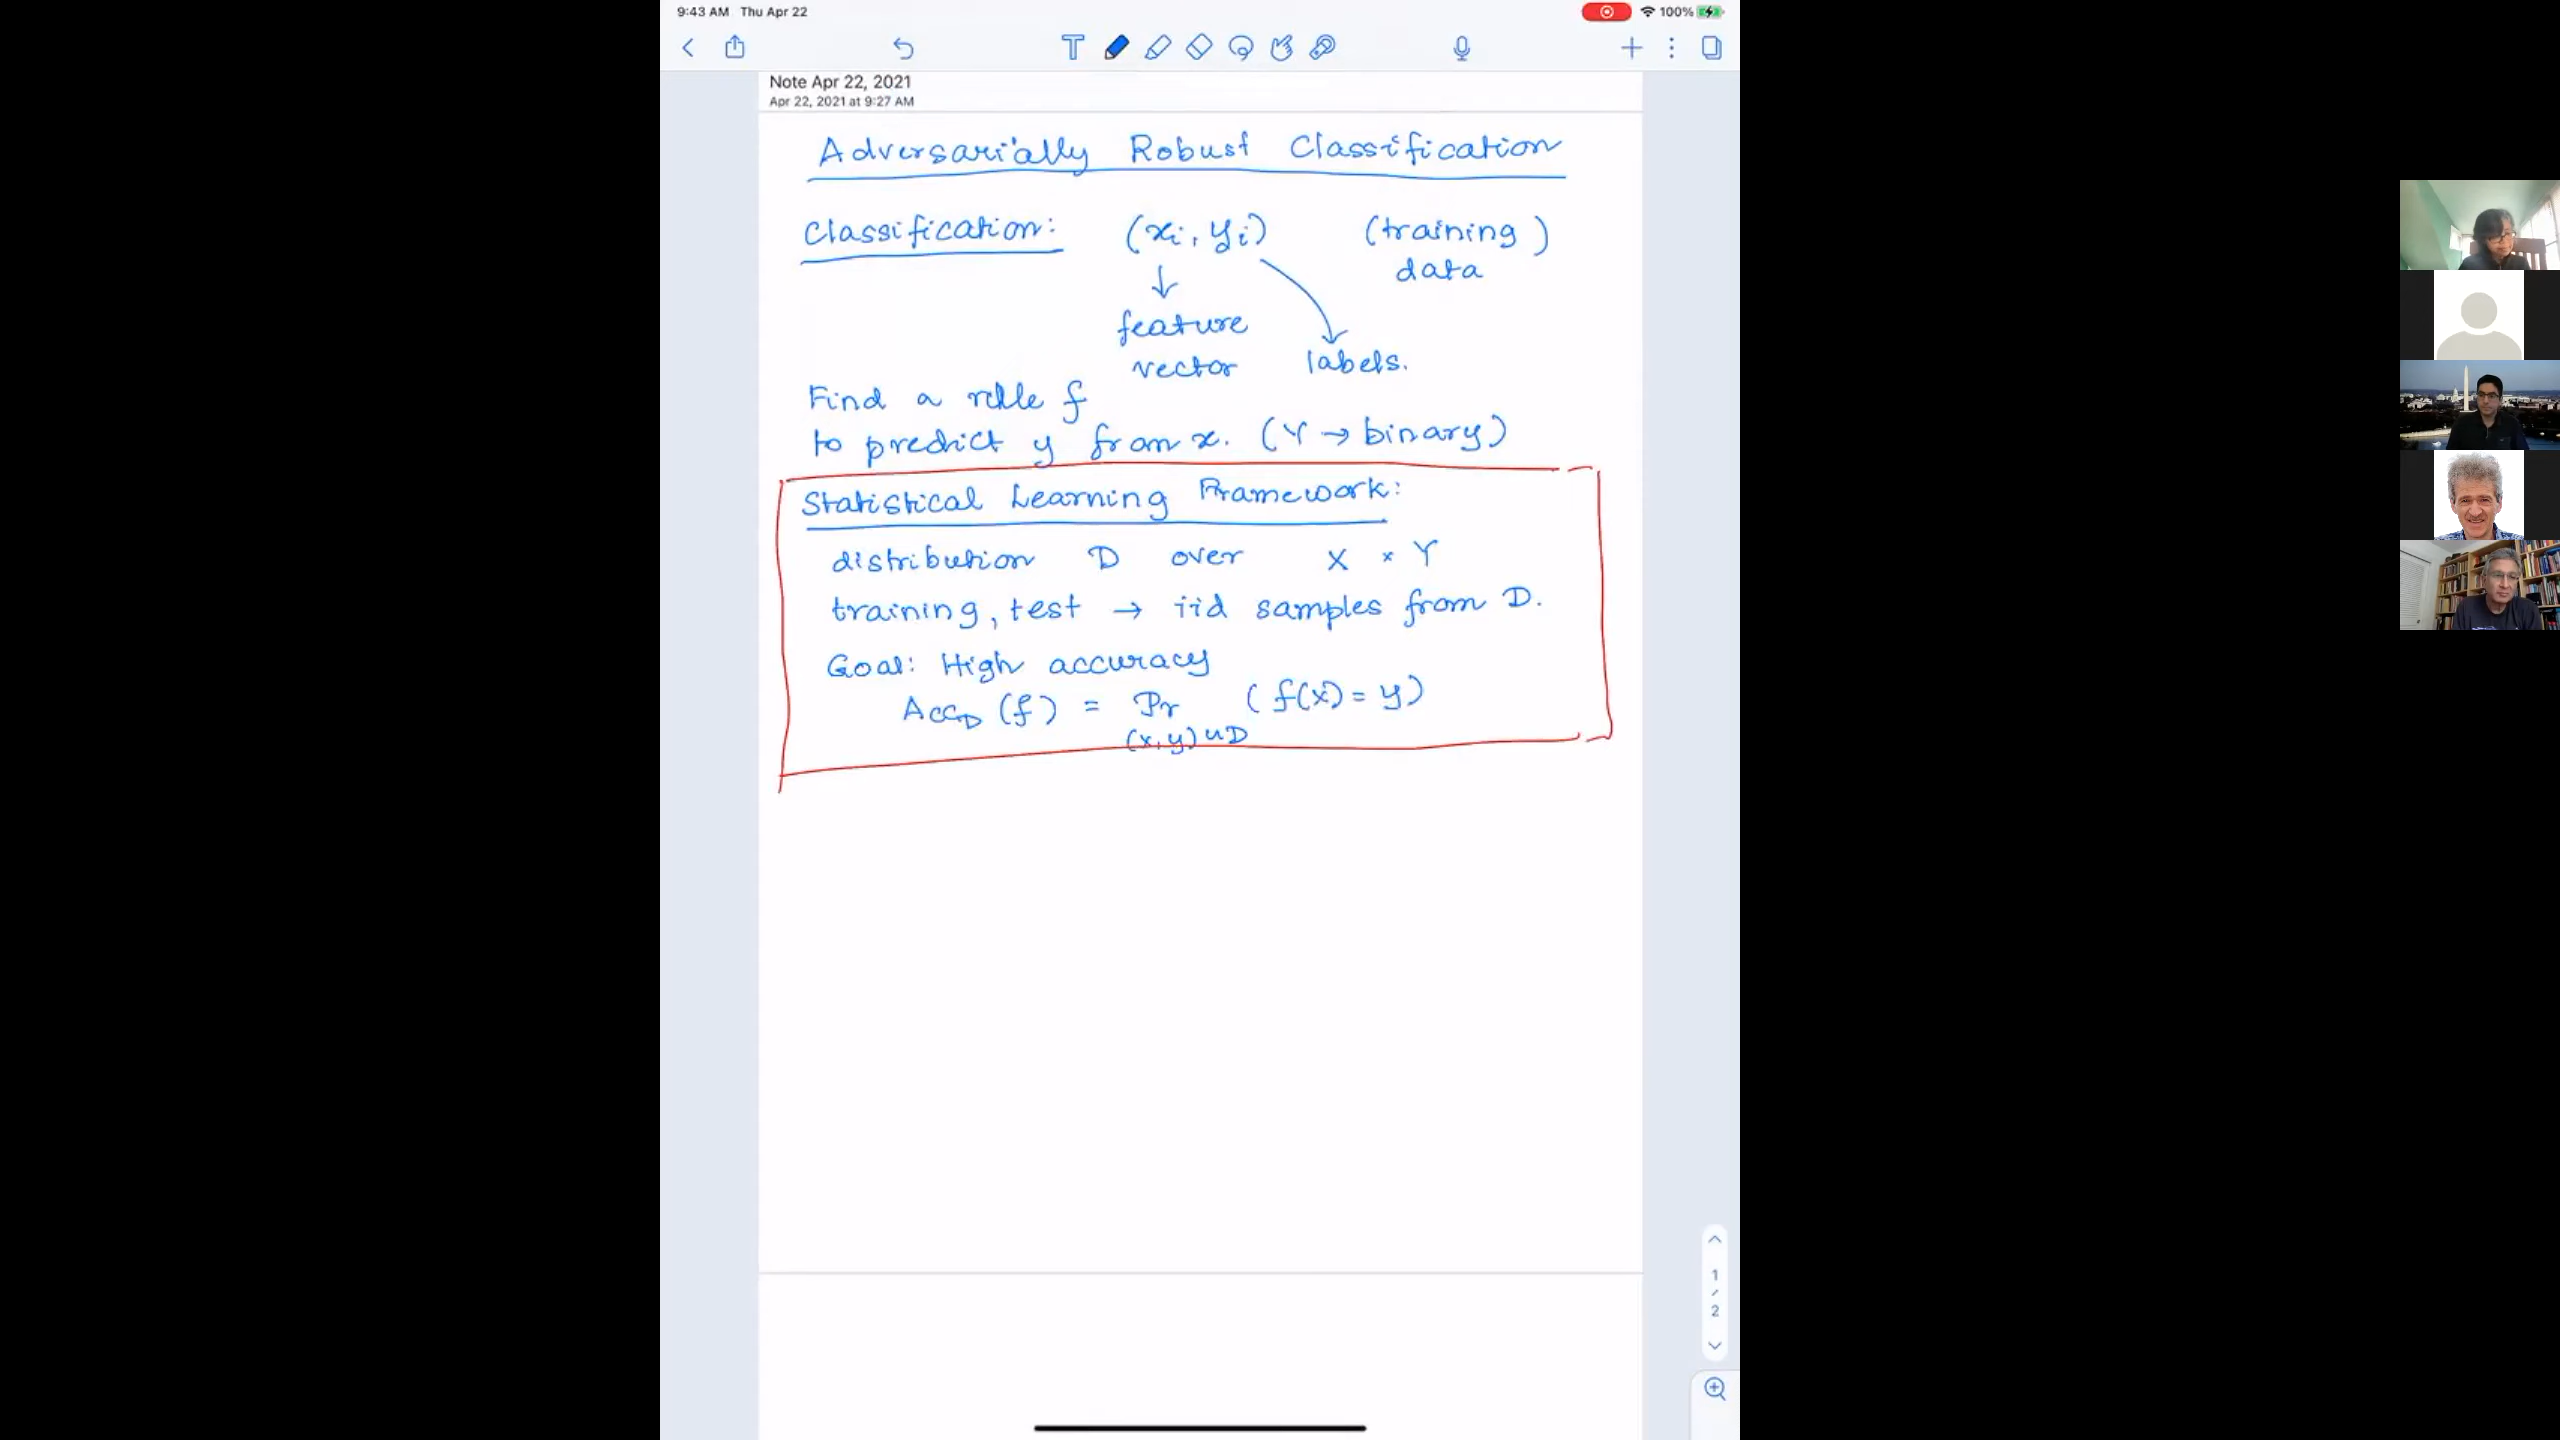 9:43 AM Thu Apr 22
100%
Note Apr 22, 2021
Apr 22, 2021 at 9:27 AM
Adversarially Robust Classification
Classification: (xi, yi) (training
data)
feature
vector labels.
Find a rule f
to predict y from x. (Y → binary)
Statistical Learning Framework:
distribution D over X × Y
training, test → iid samples from D.
Goal: High accuracy
AccD (f) = Pr (f(x) = y)
(x,y) ~ D
1
/
2